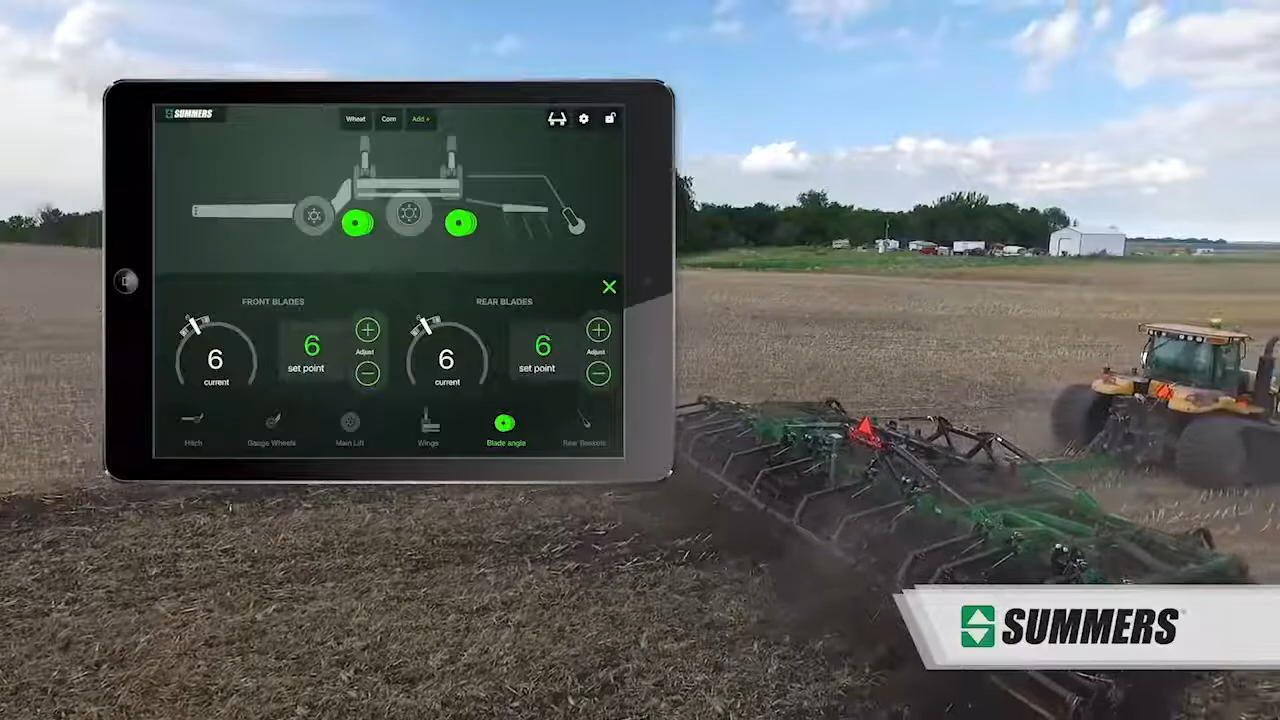 SUMMERS
Wheat
Corn
Add +
FRONT BLADES
REAR BLADES
6
current
6
set point
Adjust
6
current
6
set point
Adjust
Hitch
Gauge Wheels
Main Lift
Wings
Blade angle
Rear Baskets
SUMMERS